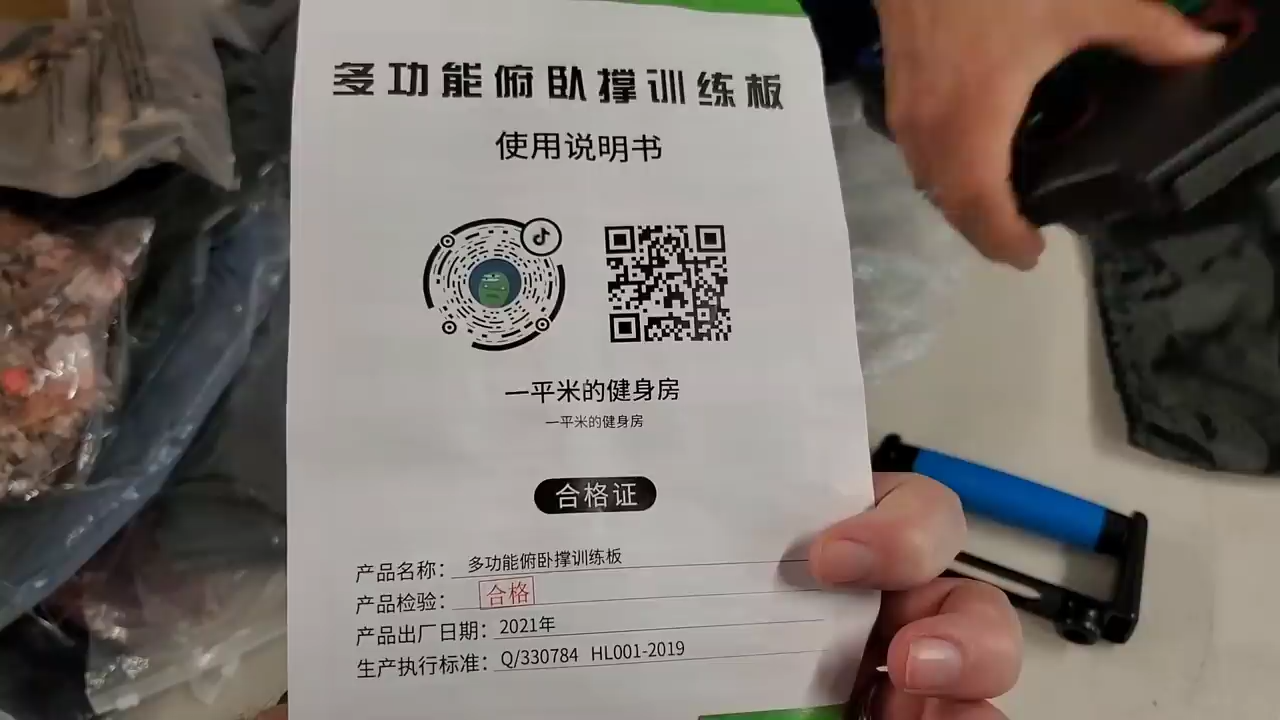 多功能俯卧撑训练板
使用说明书
一平米的健身房
一平米的健身房
合格证
产品名称： 多功能俯卧撑训练板
产品检验： 合格
产品出厂日期： 2021年
生产执行标准： Q/330784 HL001-2019